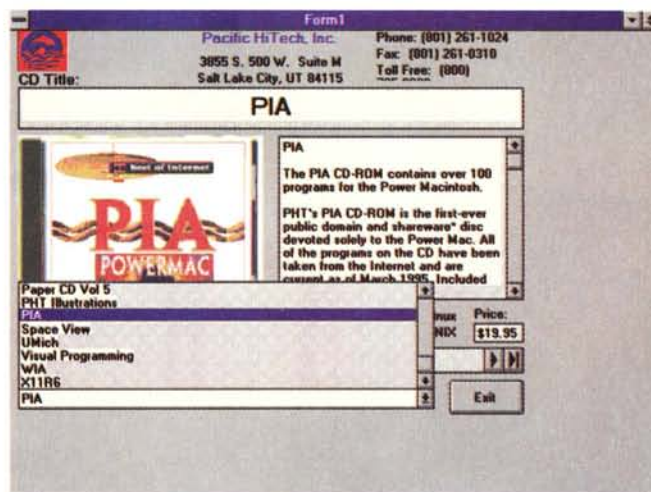 Form1
Pacific HiTech, Inc.
3855 S. 500 W. Suite M
Salt Lake City, UT 84115
Phone: (801) 261-1024
Fax: (801) 261-0310
Toll Free: (800)
CD Title:
PIA
Best of Internet
PIA
POWERMAC
PIA
The PIA CD-ROM contains over 100
programs for the Power Macintosh.
PHT's PIA CD-ROM is the first-ever
public domain and shareware* disc
devoted solely to the Power Mac. All
of the programs on the CD have been
taken from the Internet and are
current as of March 1995. Included
Paper CD Vol 5
PHT Illustrations
PIA
Space View
UMich
Visual Programming
WIA
X11R6
PIA
Price:
$19.95
Exit